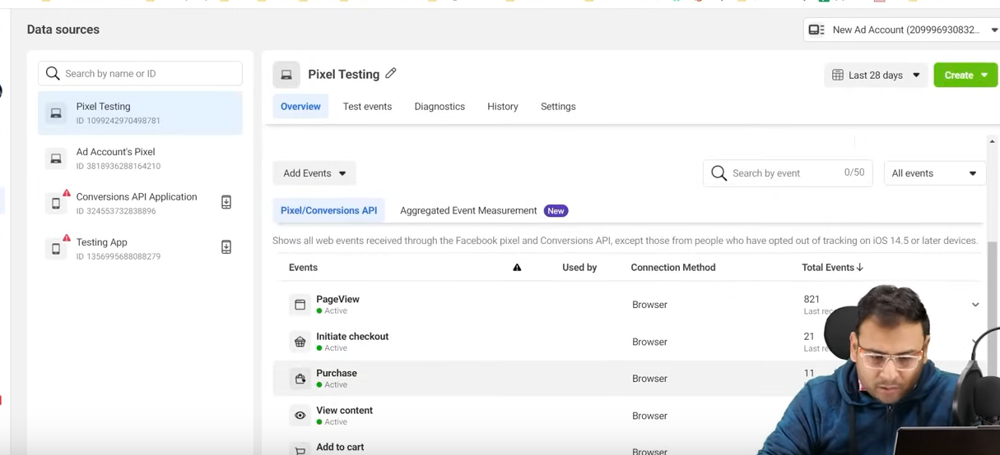 Data sources
New Ad Account (209996930832...
Search by name or ID
Pixel Testing
ID 1099242970498781
Ad Account's Pixel
ID 3818936288164210
Conversions API Application
ID 324553732838896
Testing App
ID 1356995688088279
Pixel Testing
Last 28 days
Create
Overview
Test events
Diagnostics
History
Settings
Add Events
Search by event
0/50
All events
Pixel/Conversions API
Aggregated Event Measurement
New
Shows all web events received through the Facebook pixel and Conversions API, except those from people who have opted out of tracking on iOS 14.5 or later devices.
Events
Used by
Connection Method
Total Events
PageView
Active
Browser
821
Last rec
Initiate checkout
Active
Browser
21
Last re
Purchase
Active
Browser
11
View content
Active
Browser
Add to cart
Browser